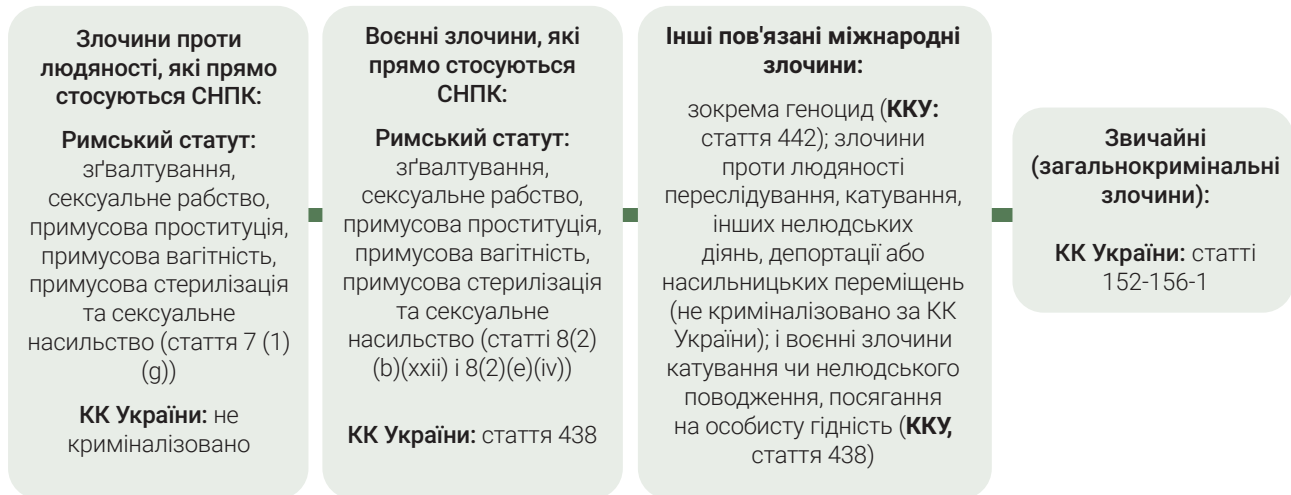 Злочини проти
людяності, які прямо
стосуються СНПК:
Римський статут:
зґвалтування,
сексуальне рабство,
примусова проституція,
примусова вагітність,
примусова стерилізація
та сексуальне
насильство (стаття 7 (1)
(g))
КК України: не
криміналізовано
Воєнні злочини, які
прямо стосуються
СНПК:
Римський статут:
зґвалтування,
сексуальне рабство,
примусова проституція,
примусова вагітність,
примусова стерилізація
та сексуальне
насильство (статті 8(2)
(b)(xxii) і 8(2)(e)(iv))
КК України: стаття 438
Інші пов'язані міжнародні
злочини:
зокрема геноцид (ККУ:
стаття 442); злочини
проти людяності
переслідування, катування,
інших нелюдських
діянь, депортації або
насильницьких переміщень
(не криміналізовано за КК
України); і воєнні злочини
катування чи нелюдського
поводження, посягання
на особисту гідність (ККУ,
стаття 438)
Звичайні
(загальнокримінальні
злочини):
КК України: статті
152-156-1